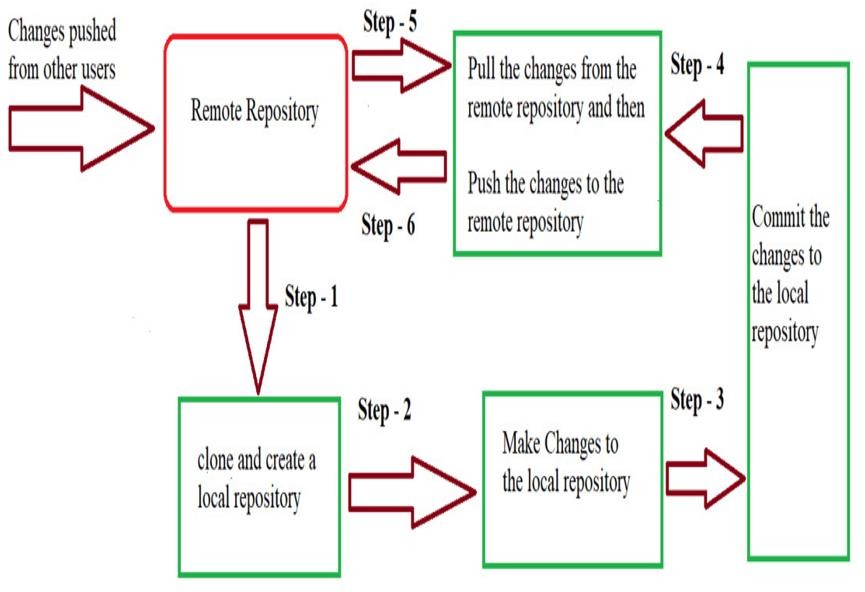 Changes pushed
from other users
Remote Repository
Step - 5
Pull the changes from the
remote repository and then
Push the changes to the
remote repository
Step - 4
Step - 6
Commit the
changes to
the local
repository
Step - 1
clone and create a
local repository
Step - 2
Make Changes to
the local repository
Step - 3